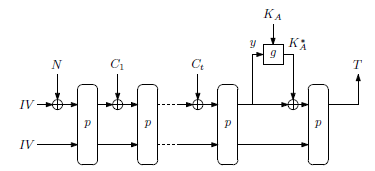 K_A
y g K_A^⋆
N C_1 C_t T
IV p p p p
IV